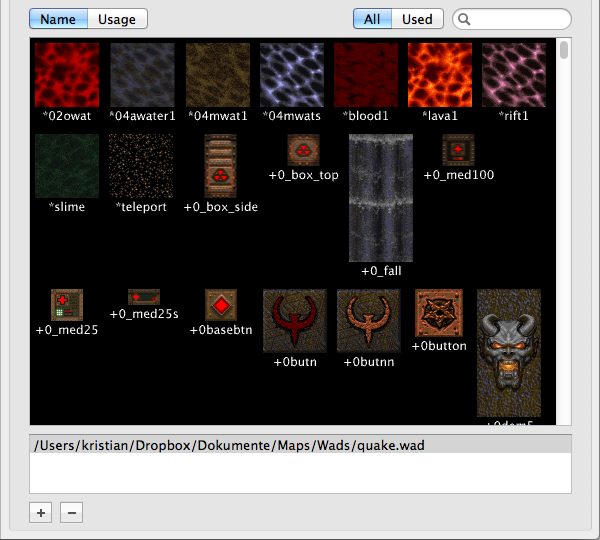 Name Usage All Used
*02owat *04awater1 *04mwat1 *04mwats *blood1 *lava1 *rift1
*slime *teleport +0_box_side +0_box_top +0_med100
+0_fall
+0_med25 +0_med25s +0basebtn +0butn +0butnn +0button
/Users/kristian/Dropbox/Dokumente/Maps/Wads/quake.wad
+ −